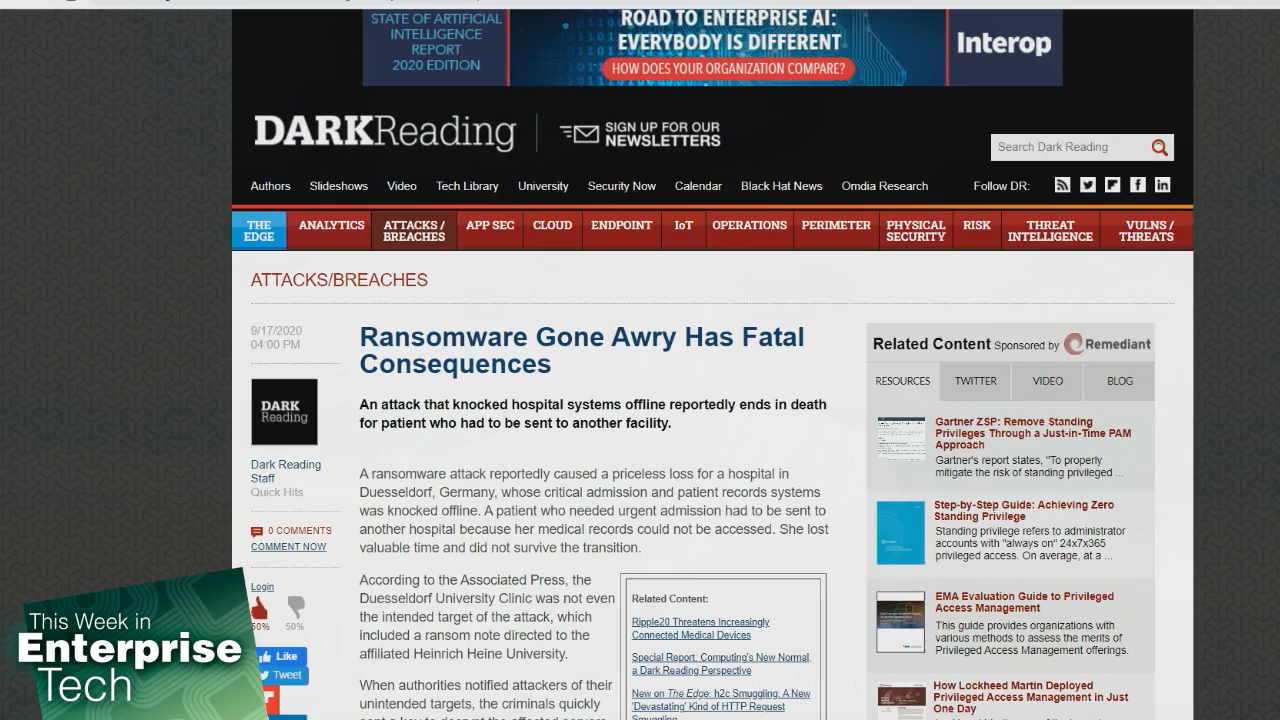 STATE OF ARTIFICIAL
INTELLIGENCE
REPORT
2020 EDITION
ROAD TO ENTERPRISE AI:
EVERYBODY IS DIFFERENT
HOW DOES YOUR ORGANIZATION COMPARE?
Interop
DARKReading
SIGN UP FOR OUR
NEWSLETTERS
Search Dark Reading
Authors Slideshows Video Tech Library University Security Now Calendar Black Hat News Omdia Research Follow DR:
THE EDGE
ANALYTICS
ATTACKS / BREACHES
APP SEC
CLOUD
ENDPOINT
IoT
OPERATIONS
PERIMETER
PHYSICAL SECURITY
RISK
THREAT INTELLIGENCE
VULNS / THREATS
ATTACKS/BREACHES
9/17/2020
04:00 PM
DARK
Reading
Dark Reading
Staff
Quick Hits
0 COMMENTS
COMMENT NOW
Login
50% 50%
Like
Tweet
Ransomware Gone Awry Has Fatal
Consequences
An attack that knocked hospital systems offline reportedly ends in death
for patient who had to be sent to another facility.
A ransomware attack reportedly caused a priceless loss for a hospital in
Duesseldorf, Germany, whose critical admission and patient records systems
was knocked offline. A patient who needed urgent admission had to be sent to
another hospital because her medical records could not be accessed. She lost
valuable time and did not survive the transition.
According to the Associated Press, the
Duesseldorf University Clinic was not even
the intended target of the attack, which
included a ransom note directed to the
affiliated Heinrich Heine University.
When authorities notified attackers of their
unintended targets, the criminals quickly
sent a key to decrypt the affected servers
Related Content:
Ripple20 Threatens Increasingly
Connected Medical Devices
Special Report: Computing's New Normal,
a Dark Reading Perspective
New on The Edge: h2c Smuggling: A New
'Devastating' Kind of HTTP Request
Smuggling
Related Content Sponsored by Remediant
RESOURCES TWITTER VIDEO BLOG
Gartner ZSP: Remove Standing
Privileges Through a Just-in-Time PAM
Approach
Gartner's report states, "To properly
mitigate the risk of standing privileged ...
Step-by-Step Guide: Achieving Zero
Standing Privilege
Standing privilege refers to administrator
accounts with "always on" 24x7x365
privileged access. On average, at a ...
EMA Evaluation Guide to Privileged
Access Management
This guide provides organizations with
various methods to assess the merits of
Privileged Access Management offerings.
How Lockheed Martin Deployed
Privileged Access Management in Just
One Day
This Week in
Enterprise
Tech